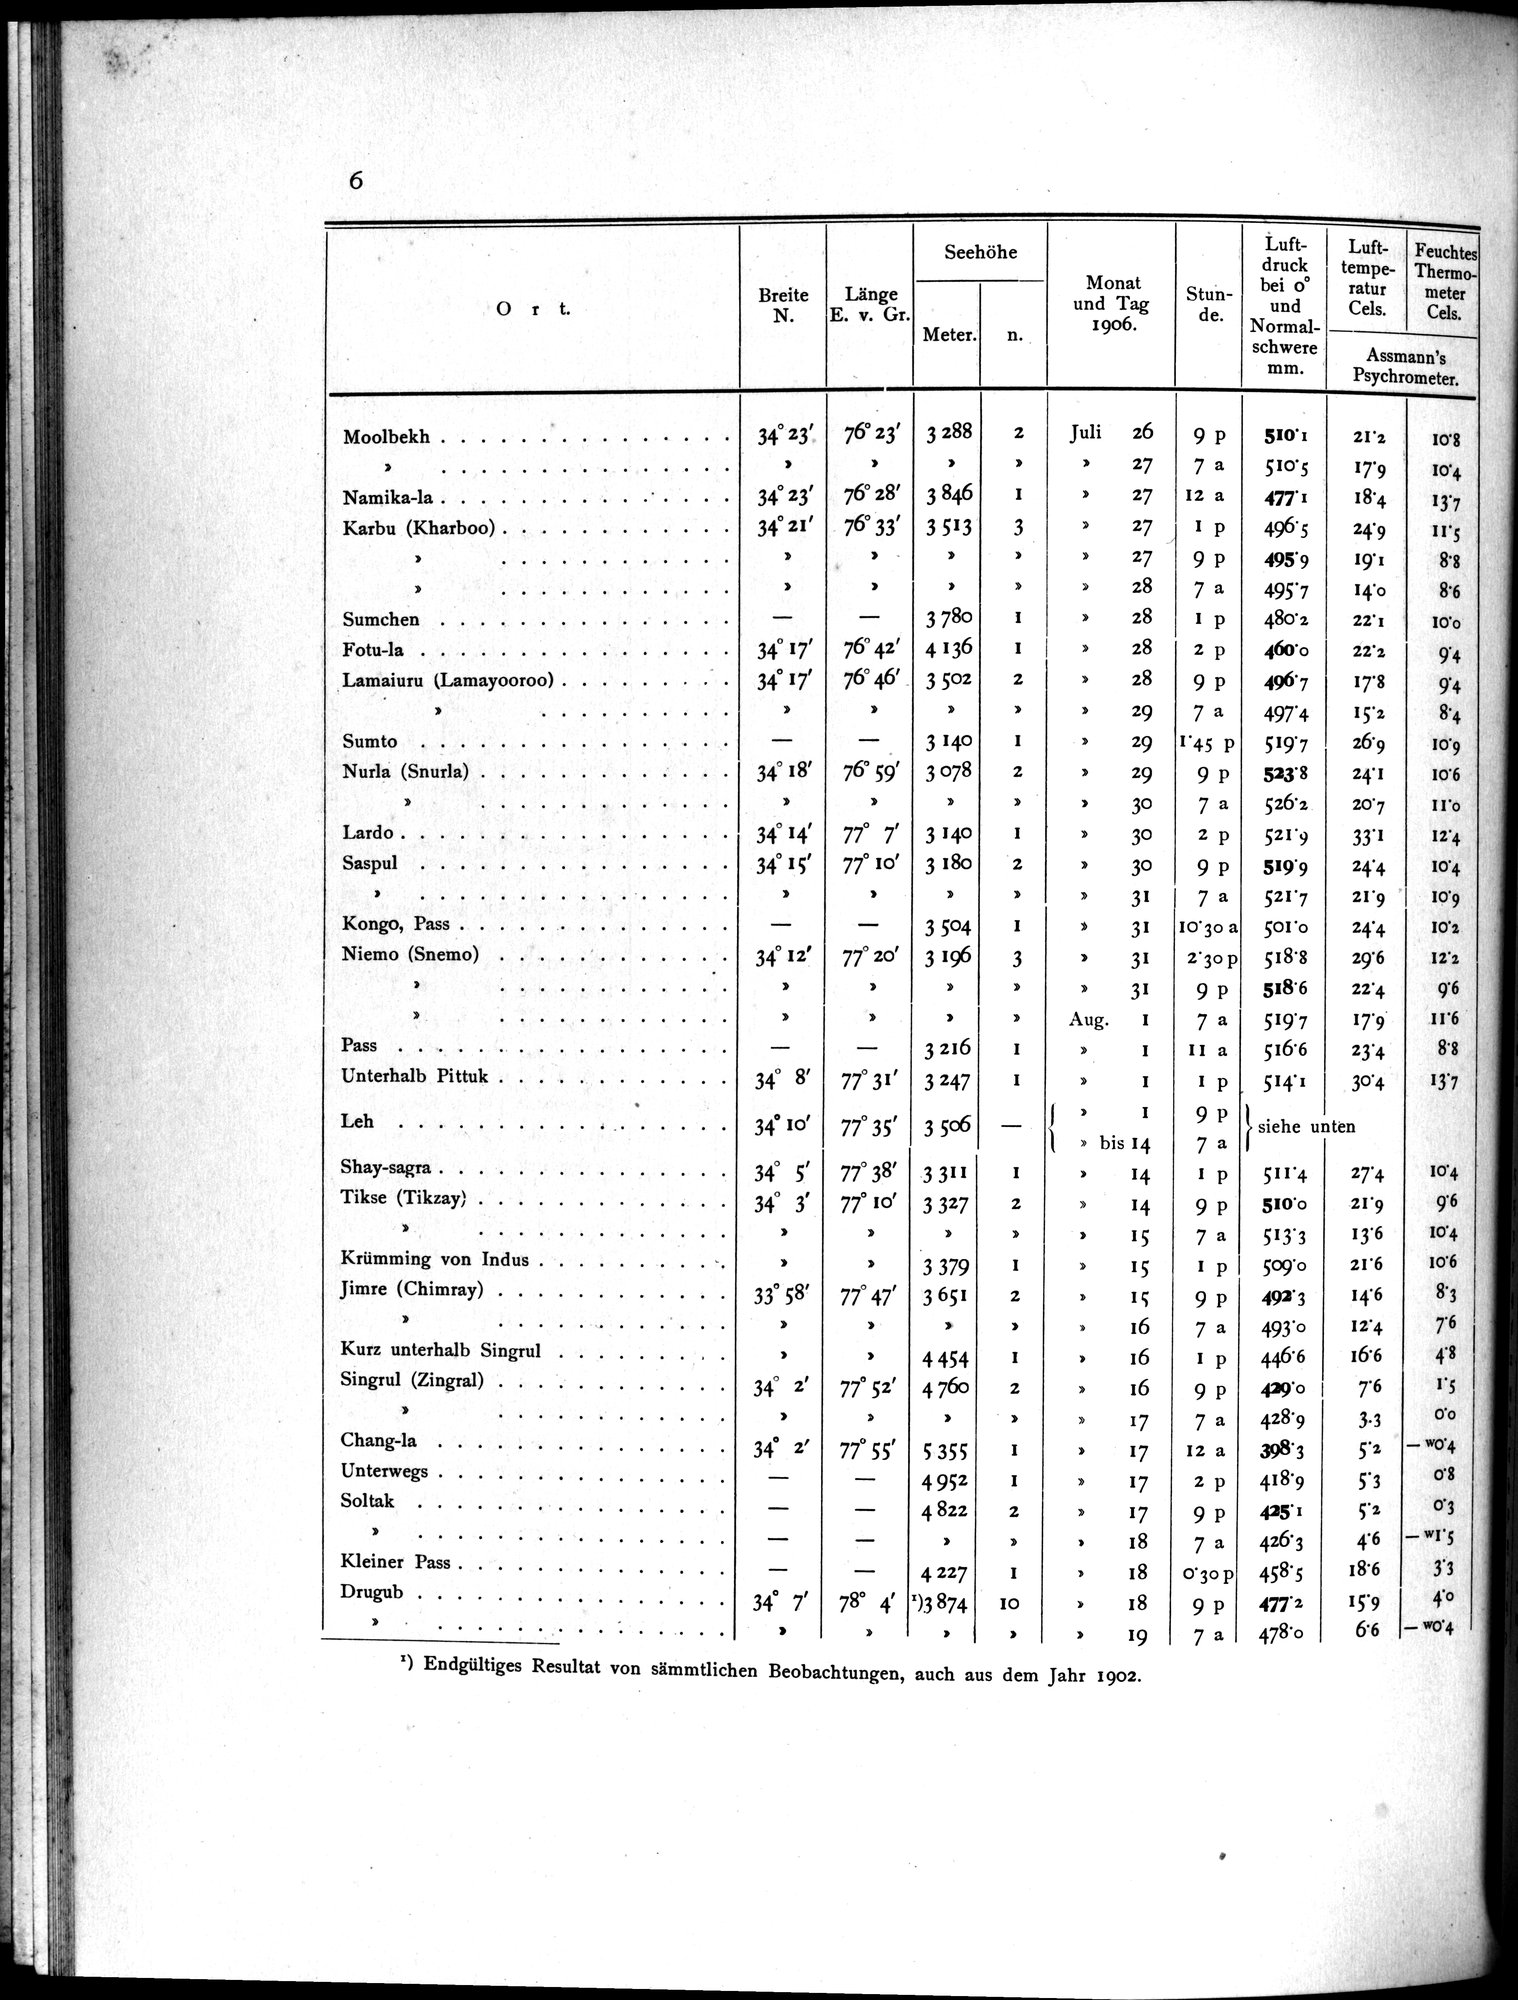 6
O r t. | Breite N. | Länge E. v. Gr. | Seehöhe Meter. | Seehöhe n. | Monat und Tag 1906. | Stun-de. | Luft-druck bei 0° und Normal-schwere mm. | Luft-tempe-ratur Cels. | Feuchtes Thermo-meter Cels. | Assmann's Psychrometer.
Moolbekh | 34° 23′ | 76° 23′ | 3 288 | 2 | Juli 26 | 9 p | 510·1 | 21·2 | 10·8
» | » | » | » | » | » 27 | 7 a | 510·5 | 17·9 | 10·4
Namika-la | 34° 23′ | 76° 28′ | 3 846 | 1 | » 27 | 12 a | 477·1 | 18·4 | 13·7
Karbu (Kharboo) | 34° 21′ | 76° 33′ | 3 513 | 3 | » 27 | 1 p | 496·5 | 24·9 | 11·5
» | » | » | » | » | » 27 | 9 p | 495·9 | 19·1 | 8·8
» | » | » | » | » | » 28 | 7 a | 495·7 | 14·0 | 8·6
Sumchen | — | — | 3 780 | 1 | » 28 | 1 p | 480·2 | 22·1 | 10·0
Fotu-la | 34° 17′ | 76° 42′ | 4 136 | 1 | » 28 | 2 p | 460·0 | 22·2 | 9·4
Lamaiuru (Lamayooroo) | 34° 17′ | 76° 46′ | 3 502 | 2 | » 28 | 9 p | 496·7 | 17·8 | 9·4
» | » | » | » | » | » 29 | 7 a | 497·4 | 15·2 | 8·4
Sumto | — | — | 3 140 | 1 | » 29 | 1·45 p | 519·7 | 26·9 | 10·9
Nurla (Snurla) | 34° 18′ | 76° 59′ | 3 078 | 2 | » 29 | 9 p | 523·8 | 24·1 | 10·6
» | » | » | » | » | » 30 | 7 a | 526·2 | 20·7 | 11·0
Lardo | 34° 14′ | 77° 7′ | 3 140 | 1 | » 30 | 2 p | 521·9 | 33·1 | 12·4
Saspul | 34° 15′ | 77° 10′ | 3 180 | 2 | » 30 | 9 p | 519·9 | 24·4 | 10·4
» | » | » | » | » | » 31 | 7 a | 521·7 | 21·9 | 10·9
Kongo, Pass | — | — | 3 504 | 1 | » 31 | 10·30 a | 501·0 | 24·4 | 10·2
Niemo (Snemo) | 34° 12′ | 77° 20′ | 3 196 | 3 | » 31 | 2·30 p | 518·8 | 29·6 | 12·2
» | » | » | » | » | » 31 | 9 p | 518·6 | 22·4 | 9·6
» | » | » | » | » | Aug. 1 | 7 a | 519·7 | 17·9 | 11·6
Pass | — | — | 3 216 | 1 | » 1 | 11 a | 516·6 | 23·4 | 8·8
Unterhalb Pittuk | 34° 8′ | 77° 31′ | 3 247 | 1 | » 1 | 1 p | 514·1 | 30·4 | 13·7
Leh | 34° 10′ | 77° 35′ | 3 506 | — | { » 1 | 9 p } siehe unten
» bis 14 | 7 a
Shay-sagra | 34° 5′ | 77° 38′ | 3 311 | 1 | » 14 | 1 p | 511·4 | 27·4 | 10·4
Tikse (Tikzay) | 34° 3′ | 77° 10′ | 3 327 | 2 | » 14 | 9 p | 510·0 | 21·9 | 9·6
» | » | » | » | » | » 15 | 7 a | 513·3 | 13·6 | 10·4
Krümming von Indus | » | » | 3 379 | 1 | » 15 | 1 p | 509·0 | 21·6 | 10·6
Jimre (Chimray) | 33° 58′ | 77° 47′ | 3 651 | 2 | » 15 | 9 p | 492·3 | 14·6 | 8·3
» | » | » | » | » | » 16 | 7 a | 493·0 | 12·4 | 7·6
Kurz unterhalb Singrul | » | » | 4 454 | 1 | » 16 | 1 p | 446·6 | 16·6 | 4·8
Singrul (Zingral) | 34° 2′ | 77° 52′ | 4 760 | 2 | » 16 | 9 p | 429·0 | 7·6 | 1·5
» | » | » | » | » | » 17 | 7 a | 428·9 | 3·3 | 0·0
Chang-la | 34° 2′ | 77° 55′ | 5 355 | 1 | » 17 | 12 a | 398·3 | 5·2 | — w0·4
Unterwegs | — | — | 4 952 | 1 | » 17 | 2 p | 418·9 | 5·3 | 0·8
Soltak | — | — | 4 822 | 2 | » 17 | 9 p | 425·1 | 5·2 | 0·3
» | — | — | » | » | » 18 | 7 a | 426·3 | 4·6 | — w1·5
Kleiner Pass | — | — | 4 227 | 1 | » 18 | 0·30 p | 458·5 | 18·6 | 3·3
Drugub | 34° 7′ | 78° 4′ | ¹)3 874 | 10 | » 18 | 9 p | 477·2 | 15·9 | 4·0
» | » | » | » | » | » 19 | 7 a | 478·0 | 6·6 | — w0·4
¹) Endgültiges Resultat von sämmtlichen Beobachtungen, auch aus dem Jahr 1902.